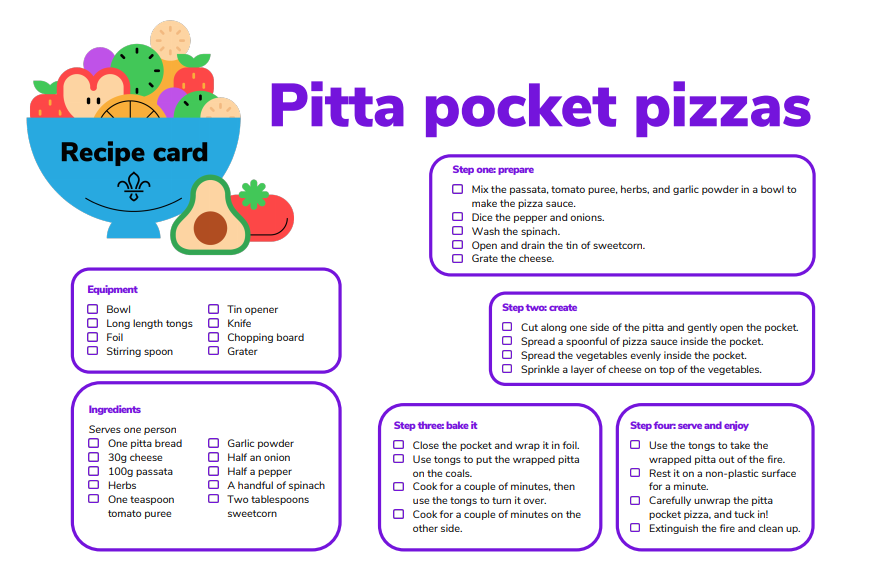 Recipe card
Pitta pocket pizzas
Equipment
Bowl
Long length tongs
Foil
Stirring spoon
Tin opener
Knife
Chopping board
Grater
Ingredients
Serves one person
One pitta bread
30g cheese
100g passata
Herbs
One teaspoon
tomato puree
Garlic powder
Half an onion
Half a pepper
A handful of spinach
Two tablespoons
sweetcorn
Step one: prepare
Mix the passata, tomato puree, herbs, and garlic powder in a bowl to
make the pizza sauce.
Dice the pepper and onions.
Wash the spinach.
Open and drain the tin of sweetcorn.
Grate the cheese.
Step two: create
Cut along one side of the pitta and gently open the pocket.
Spread a spoonful of pizza sauce inside the pocket.
Spread the vegetables evenly inside the pocket.
Sprinkle a layer of cheese on top of the vegetables.
Step three: bake it
Close the pocket and wrap it in foil.
Use tongs to put the wrapped pitta
on the coals.
Cook for a couple of minutes, then
use the tongs to turn it over.
Cook for a couple of minutes on the
other side.
Step four: serve and enjoy
Use the tongs to take the
wrapped pitta out of the fire.
Rest it on a non-plastic surface
for a minute.
Carefully unwrap the pitta
pocket pizza, and tuck in!
Extinguish the fire and clean up.